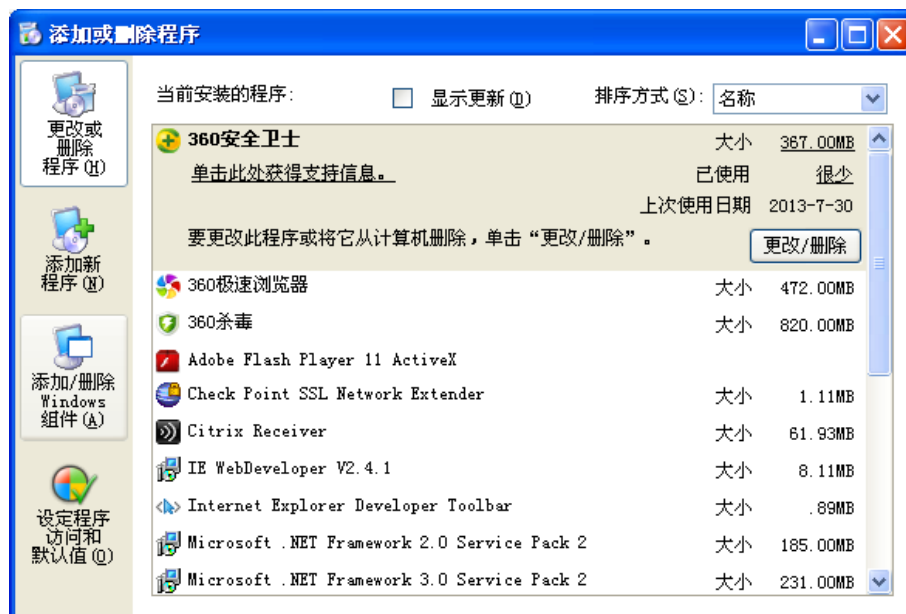 添加或删除程序
更改或
删除
程序(H)
添加新
程序(N)
添加/删除
Windows
组件(A)
设定程序
访问和
默认值(O)
当前安装的程序:
显示更新(D)
排序方式(S): 名称
360安全卫士 大小 367.00MB
单击此处获得支持信息。 已使用 很少
上次使用日期 2013-7-30
要更改此程序或将它从计算机删除，单击“更改/删除”。 更改/删除
360极速浏览器 大小 472.00MB
360杀毒 大小 820.00MB
Adobe Flash Player 11 ActiveX
Check Point SSL Network Extender 大小 1.11MB
Citrix Receiver 大小 61.93MB
IE WebDeveloper V2.4.1 大小 8.11MB
Internet Explorer Developer Toolbar 大小 .89MB
Microsoft .NET Framework 2.0 Service Pack 2 大小 185.00MB
Microsoft .NET Framework 3.0 Service Pack 2 大小 231.00MB